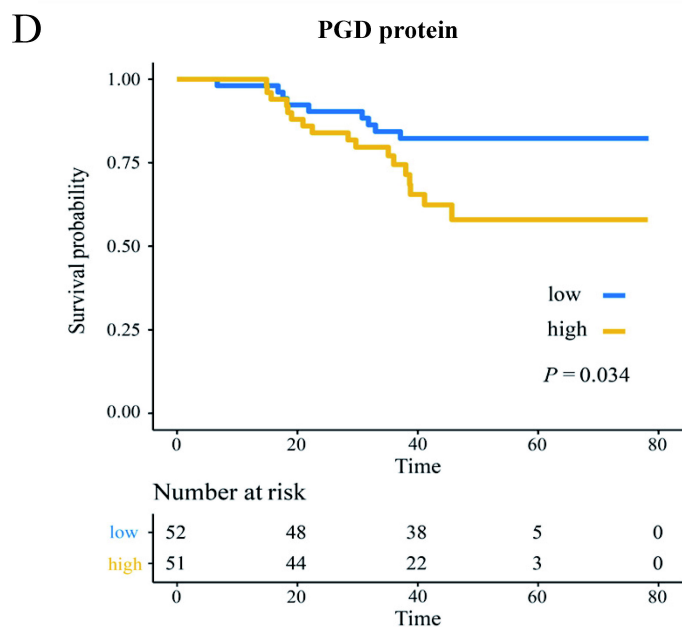 D
PGD protein
1.00
0.75
0.50
0.25
0.00
Survival probability
low
high
P = 0.034
0 20 40 60 80
Time
Number at risk
low 52 48 38 5 0
high 51 44 22 3 0
0 20 40 60 80
Time